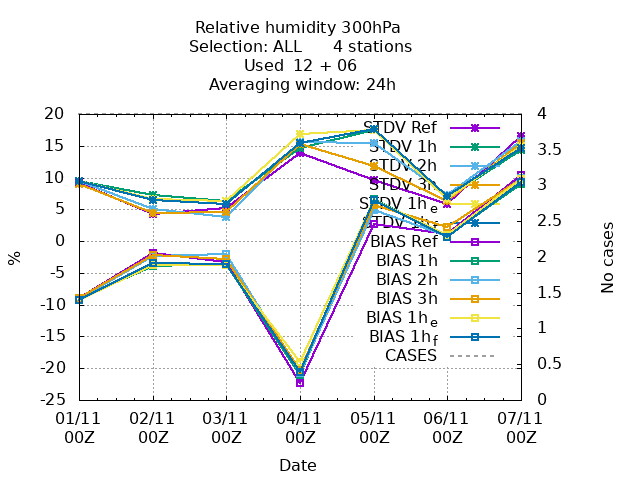 Relative humidity 300hPa
Selection: ALL 4 stations
Used 12 + 06
Averaging window: 24h
20
15
10
5
0
-5
-10
-15
-20
-25
%
4
3.5
3
2.5
2
1.5
1
0.5
0
No cases
STDV Ref
STDV 1h
STDV 2h
STDV 3h
STDV 1h e
STDV 1h f
BIAS Ref
BIAS 1h
BIAS 2h
BIAS 3h
BIAS 1h e
BIAS 1h f
CASES
01/11 02/11 03/11 04/11 05/11 06/11 07/11
00Z 00Z 00Z 00Z 00Z 00Z 00Z
Date